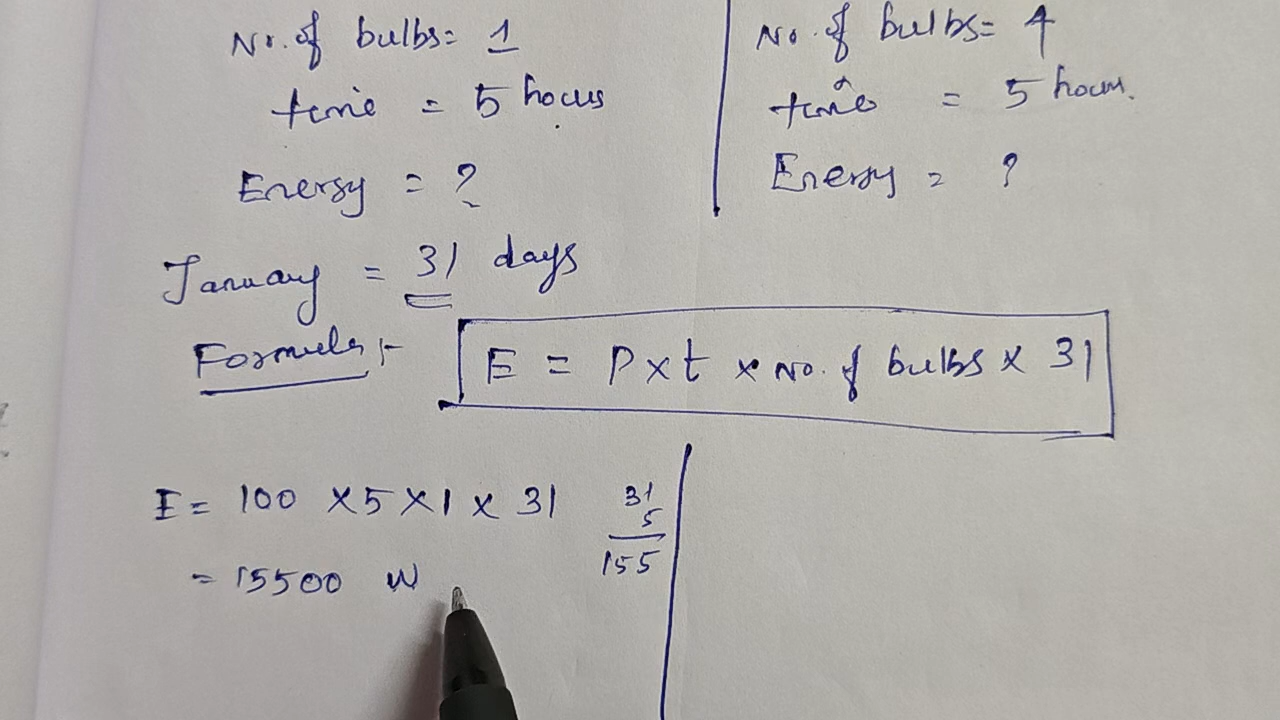 No. of bulbs = 1
time = 5 hours
Energy = ?
No. of bulbs = 4
time = 5 hours.
Energy = ?
January = 31 days
Formula :-
E = P x t x No. of bulbs x 31
E = 100 x 5 x 1 x 31
= 15500 W
31
5
155